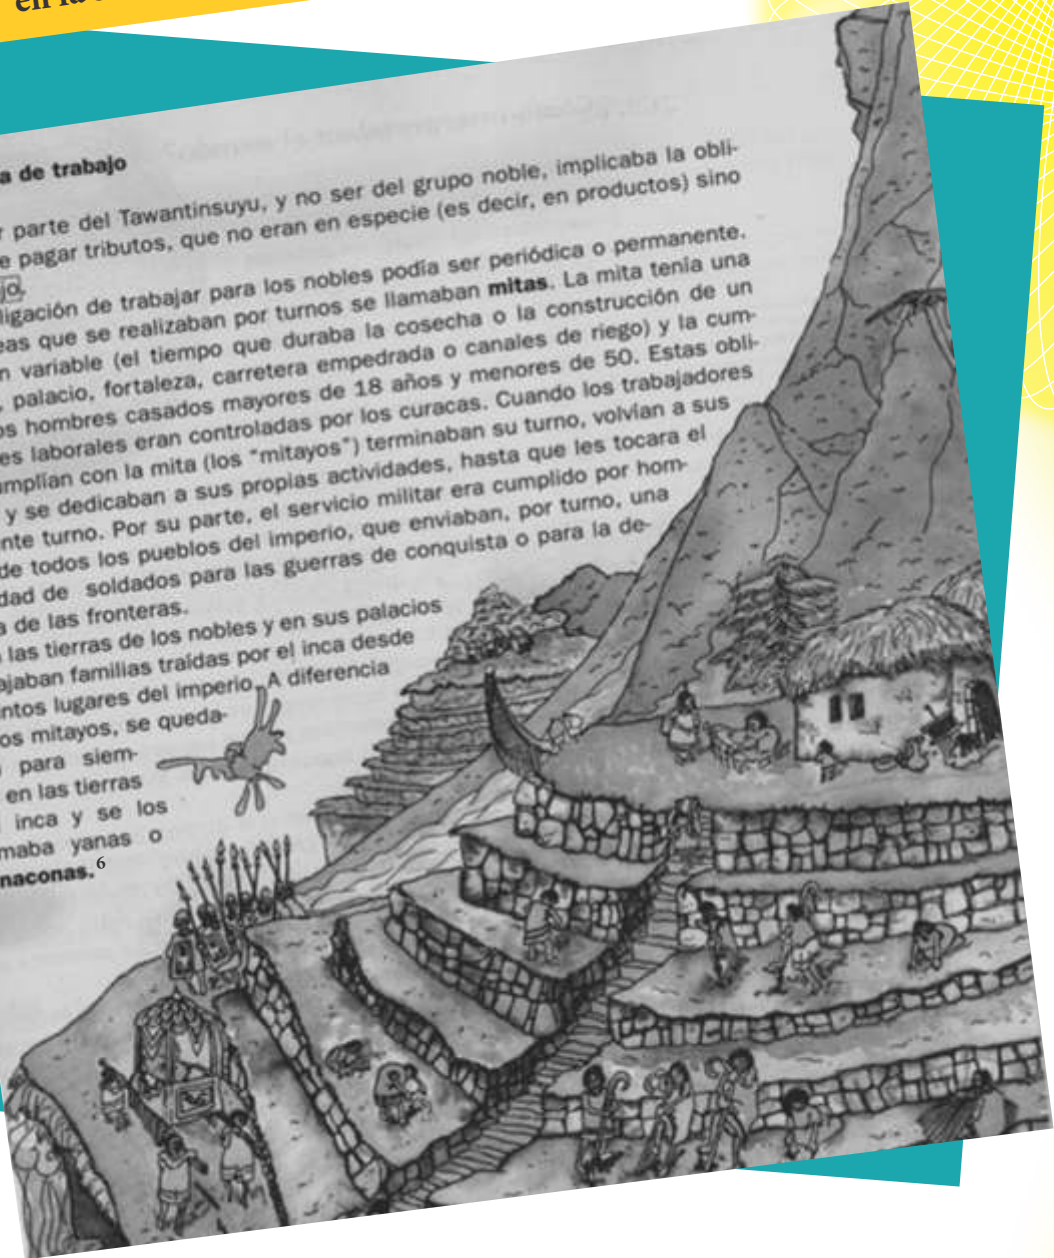 en la
a de trabajo
r parte del Tawantinsuyu, y no ser del grupo noble, implicaba la obli-
e pagar tributos, que no eran en especie (es decir, en productos) sino
jo.
ligación de trabajar para los nobles podía ser periódica o permanente.
eas que se realizaban por turnos se llamaban mitas. La mita tenía una
n variable (el tiempo que duraba la cosecha o la construcción de un
, palacio, fortaleza, carretera empedrada o canales de riego) y la cum-
os hombres casados mayores de 18 años y menores de 50. Estas obli-
es laborales eran controladas por los curacas. Cuando los trabajadores
umplían con la mita (los "mitayos") terminaban su turno, volvían a sus
y se dedicaban a sus propias actividades, hasta que les tocara el
nte turno. Por su parte, el servicio militar era cumplido por hom-
de todos los pueblos del imperio, que enviaban, por turno, una
dad de soldados para las guerras de conquista o para la de-
a de las fronteras.
las tierras de los nobles y en sus palacios
ajaban familias traídas por el inca desde
intos lugares del imperio. A diferencia
os mitayos, se queda-
para siem-
en las tierras
inca y se los
maba yanas o
naconas.6